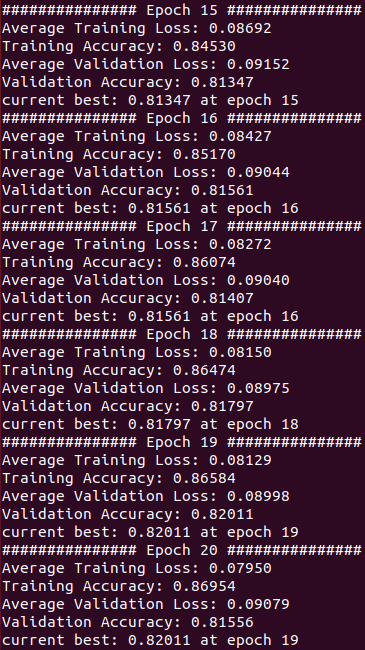 ############### Epoch 15 ###############
Average Training Loss: 0.08692
Training Accuracy: 0.84530
Average Validation Loss: 0.09152
Validation Accuracy: 0.81347
current best: 0.81347 at epoch 15
############### Epoch 16 ###############
Average Training Loss: 0.08427
Training Accuracy: 0.85170
Average Validation Loss: 0.09044
Validation Accuracy: 0.81561
current best: 0.81561 at epoch 16
############### Epoch 17 ###############
Average Training Loss: 0.08272
Training Accuracy: 0.86074
Average Validation Loss: 0.09040
Validation Accuracy: 0.81407
current best: 0.81561 at epoch 16
############### Epoch 18 ###############
Average Training Loss: 0.08150
Training Accuracy: 0.86474
Average Validation Loss: 0.08975
Validation Accuracy: 0.81797
current best: 0.81797 at epoch 18
############### Epoch 19 ###############
Average Training Loss: 0.08129
Training Accuracy: 0.86584
Average Validation Loss: 0.08998
Validation Accuracy: 0.82011
current best: 0.82011 at epoch 19
############### Epoch 20 ###############
Average Training Loss: 0.07950
Training Accuracy: 0.86954
Average Validation Loss: 0.09079
Validation Accuracy: 0.81556
current best: 0.82011 at epoch 19